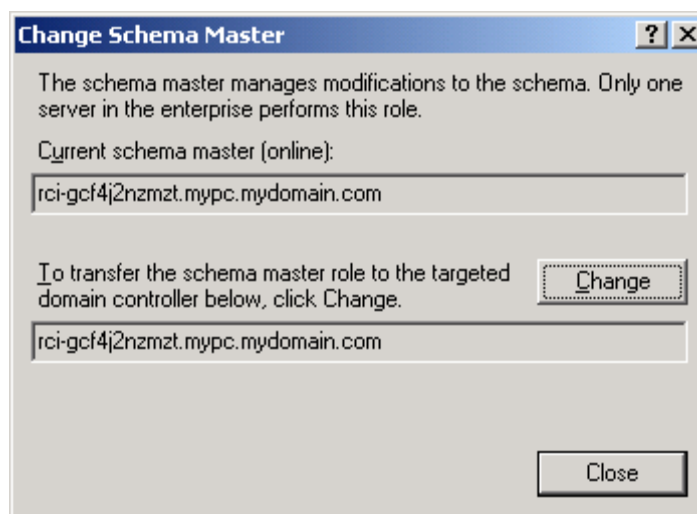 Change Schema Master
The schema master manages modifications to the schema. Only one
server in the enterprise performs this role.
Current schema master (online):
rci-gcf4j2nzmzt.mypc.mydomain.com
To transfer the schema master role to the targeted
domain controller below, click Change.
Change
rci-gcf4j2nzmzt.mypc.mydomain.com
Close